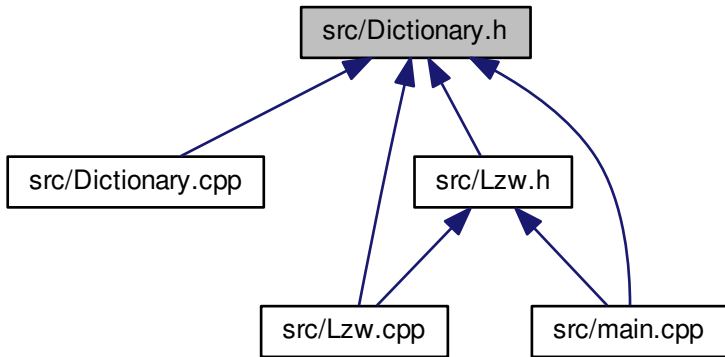 src/Dictionary.h
src/Dictionary.cpp
src/Lzw.h
src/Lzw.cpp
src/main.cpp